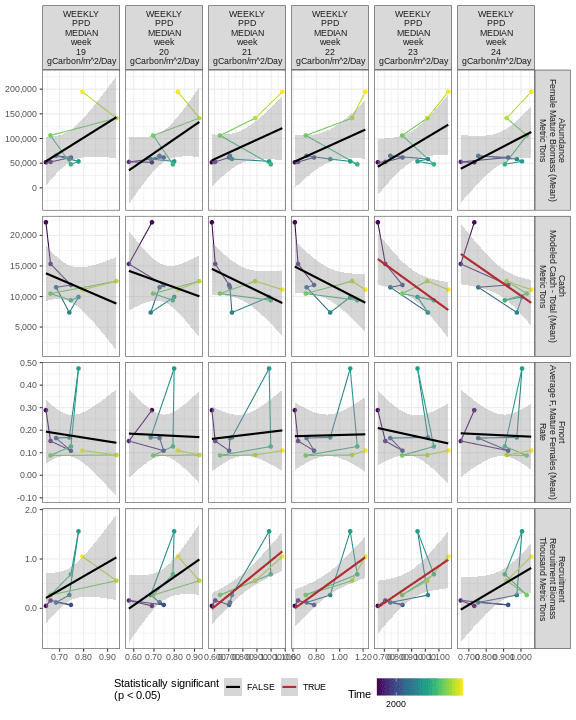 WEEKLY
PPD
MEDIAN
week
19
gCarbon/m^2/Day
WEEKLY
PPD
MEDIAN
week
20
gCarbon/m^2/Day
WEEKLY
PPD
MEDIAN
week
21
gCarbon/m^2/Day
WEEKLY
PPD
MEDIAN
week
22
gCarbon/m^2/Day
WEEKLY
PPD
MEDIAN
week
23
gCarbon/m^2/Day
WEEKLY
PPD
MEDIAN
week
24
gCarbon/m^2/Day
200,000
150,000
100,000
50,000
0
Abundance
Female Mature Biomass (Mean)
Metric Tons
20,000
15,000
10,000
5,000
Catch
Modeled Catch - Total (Mean)
Metric Tons
0.50
0.40
0.30
0.20
0.10
0.00
-0.10
Fmort
Average F, Mature Females (Mean)
Rate
2.0
1.0
0.0
Recruitment
Recruitment Biomass
Thousand Metric Tons
0.70 0.80 0.90
0.60 0.70 0.80 0.90
0.80 1.00 1.20
Statistically significant
(p < 0.05)
FALSE
TRUE
Time
2000